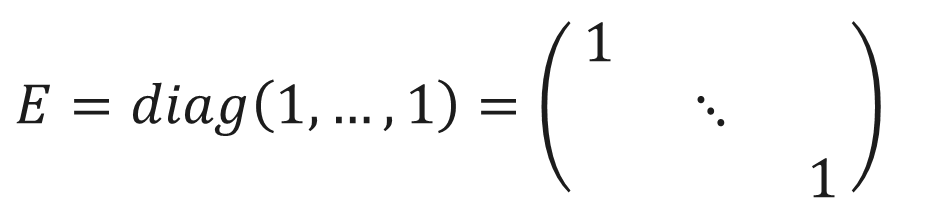 E = diag(1, … , 1) = ( 1
⋱
1 )